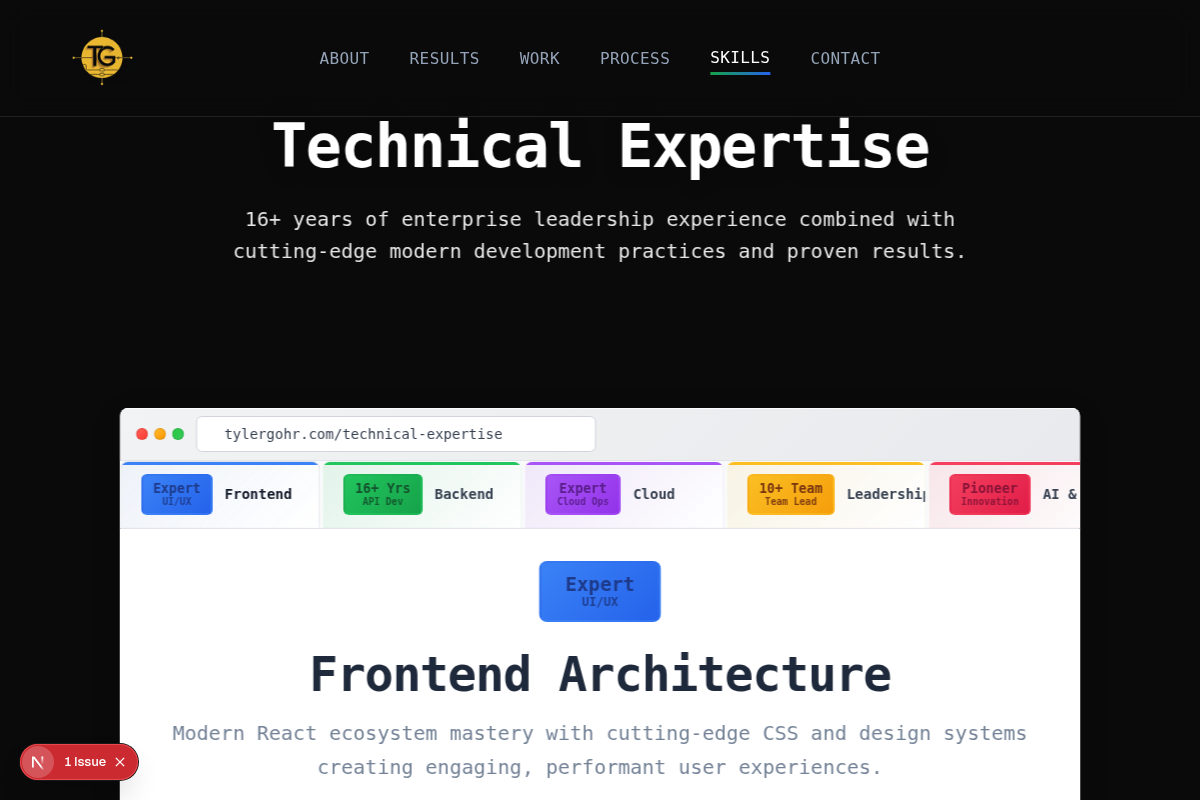 TG
ABOUT RESULTS WORK PROCESS SKILLS CONTACT
Technical Expertise
16+ years of enterprise leadership experience combined with
cutting-edge modern development practices and proven results.
tylergohr.com/technical-expertise
Expert
UI/UX
Frontend
16+ Yrs
API Dev
Backend
Expert
Cloud Ops
Cloud
10+ Team
Team Lead
Leadership
Pioneer
Innovation
AI &
Expert
UI/UX
Frontend Architecture
Modern React ecosystem mastery with cutting-edge CSS and design systems
creating engaging, performant user experiences.
N 1 Issue